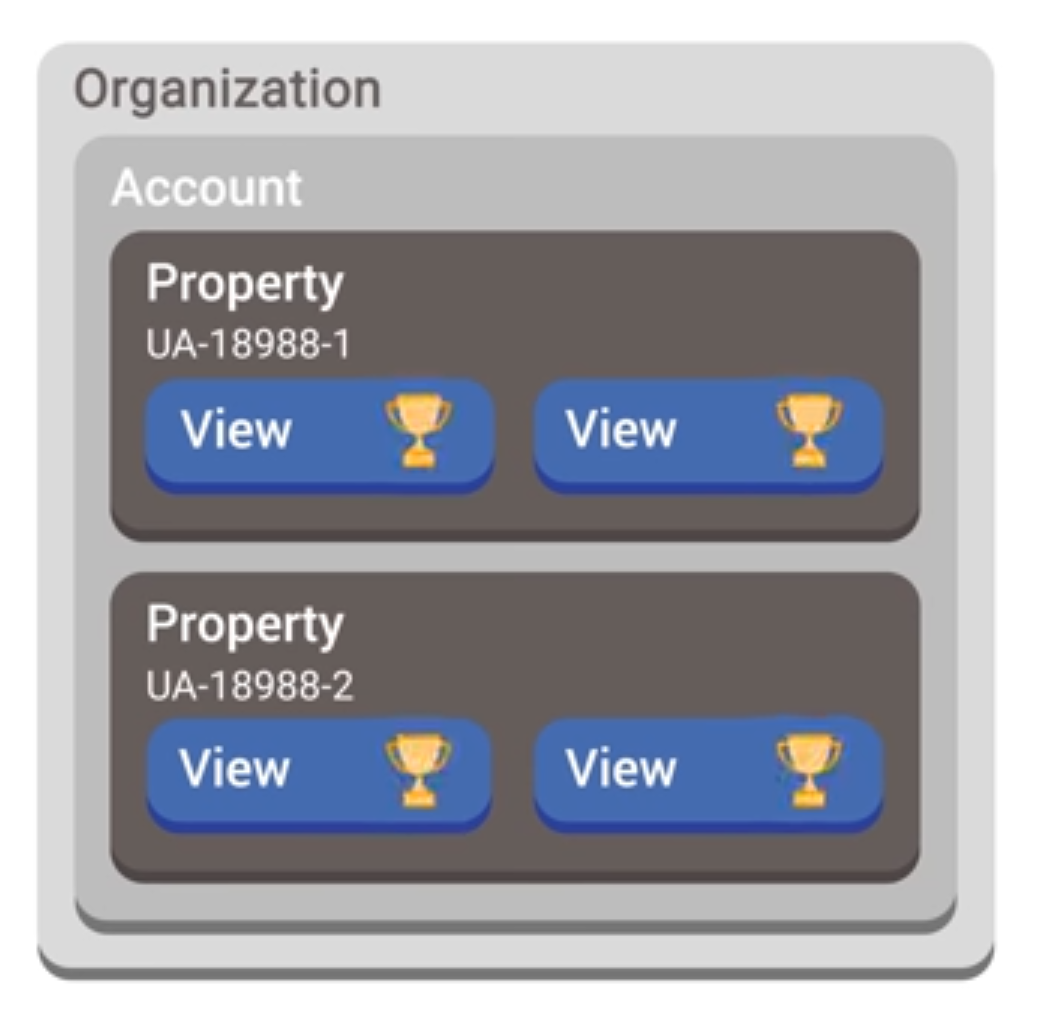 Organization
Account
Property
UA-18988-1
View View
Property
UA-18988-2
View View